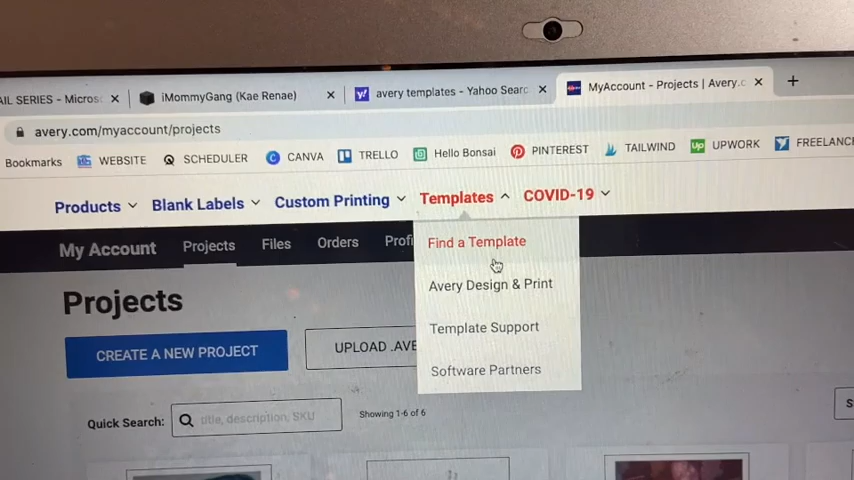 AIL SERIES - Micros
iMommyGang (Kae Renae)
avery templates - Yahoo Searc
MyAccount - Projects | Avery.c
avery.com/myaccount/projects
Bookmarks WEBSITE SCHEDULER CANVA TRELLO Hello Bonsai PINTEREST TAILWIND UPWORK FREELANC
Products Blank Labels Custom Printing Templates COVID-19
My Account Projects Files Orders Profi
Find a Template
Avery Design & Print
Template Support
Software Partners
Projects
CREATE A NEW PROJECT
UPLOAD .AVE
Quick Search:
title, description, SKU
Showing 1-6 of 6
S